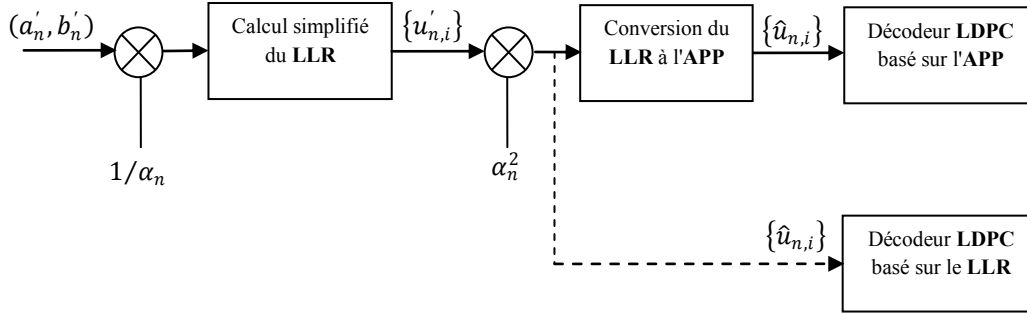 (a'ₙ, b'ₙ)
Calcul simplifié
du LLR
{u'ₙ,ᵢ}
Conversion du
LLR à l'APP
{ûₙ,ᵢ}
Décodeur LDPC
basé sur l'APP
1/αₙ
αₙ²
{ûₙ,ᵢ}
Décodeur LDPC
basé sur le LLR